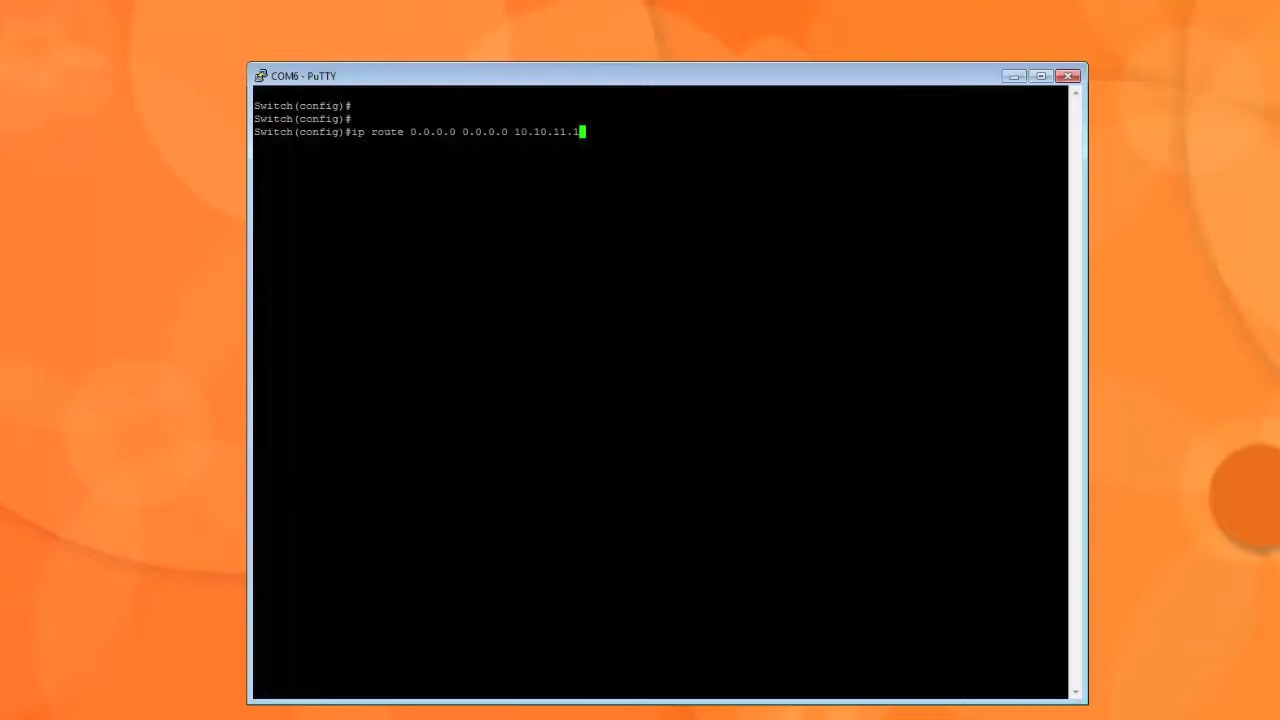 COM6 - PuTTY
Switch(config)#
Switch(config)#
Switch(config)#ip route 0.0.0.0 0.0.0.0 10.10.11.1